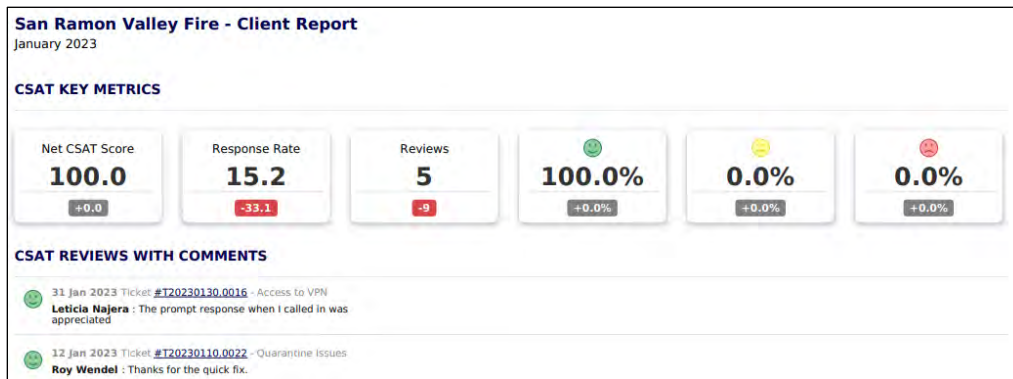 San Ramon Valley Fire - Client Report
January 2023
CSAT KEY METRICS
Net CSAT Score
100.0
+0.0
Response Rate
15.2
-33.1
Reviews
5
-9
100.0%
+0.0%
0.0%
+0.0%
0.0%
+0.0%
CSAT REVIEWS WITH COMMENTS
31 Jan 2023 Ticket #T20230130.0016 - Access to VPN
Leticia Najera : The prompt response when I called in was
appreciated
12 Jan 2023 Ticket #T20230110.0022 - Quarantine Issues
Roy Wendel : Thanks for the quick fix.